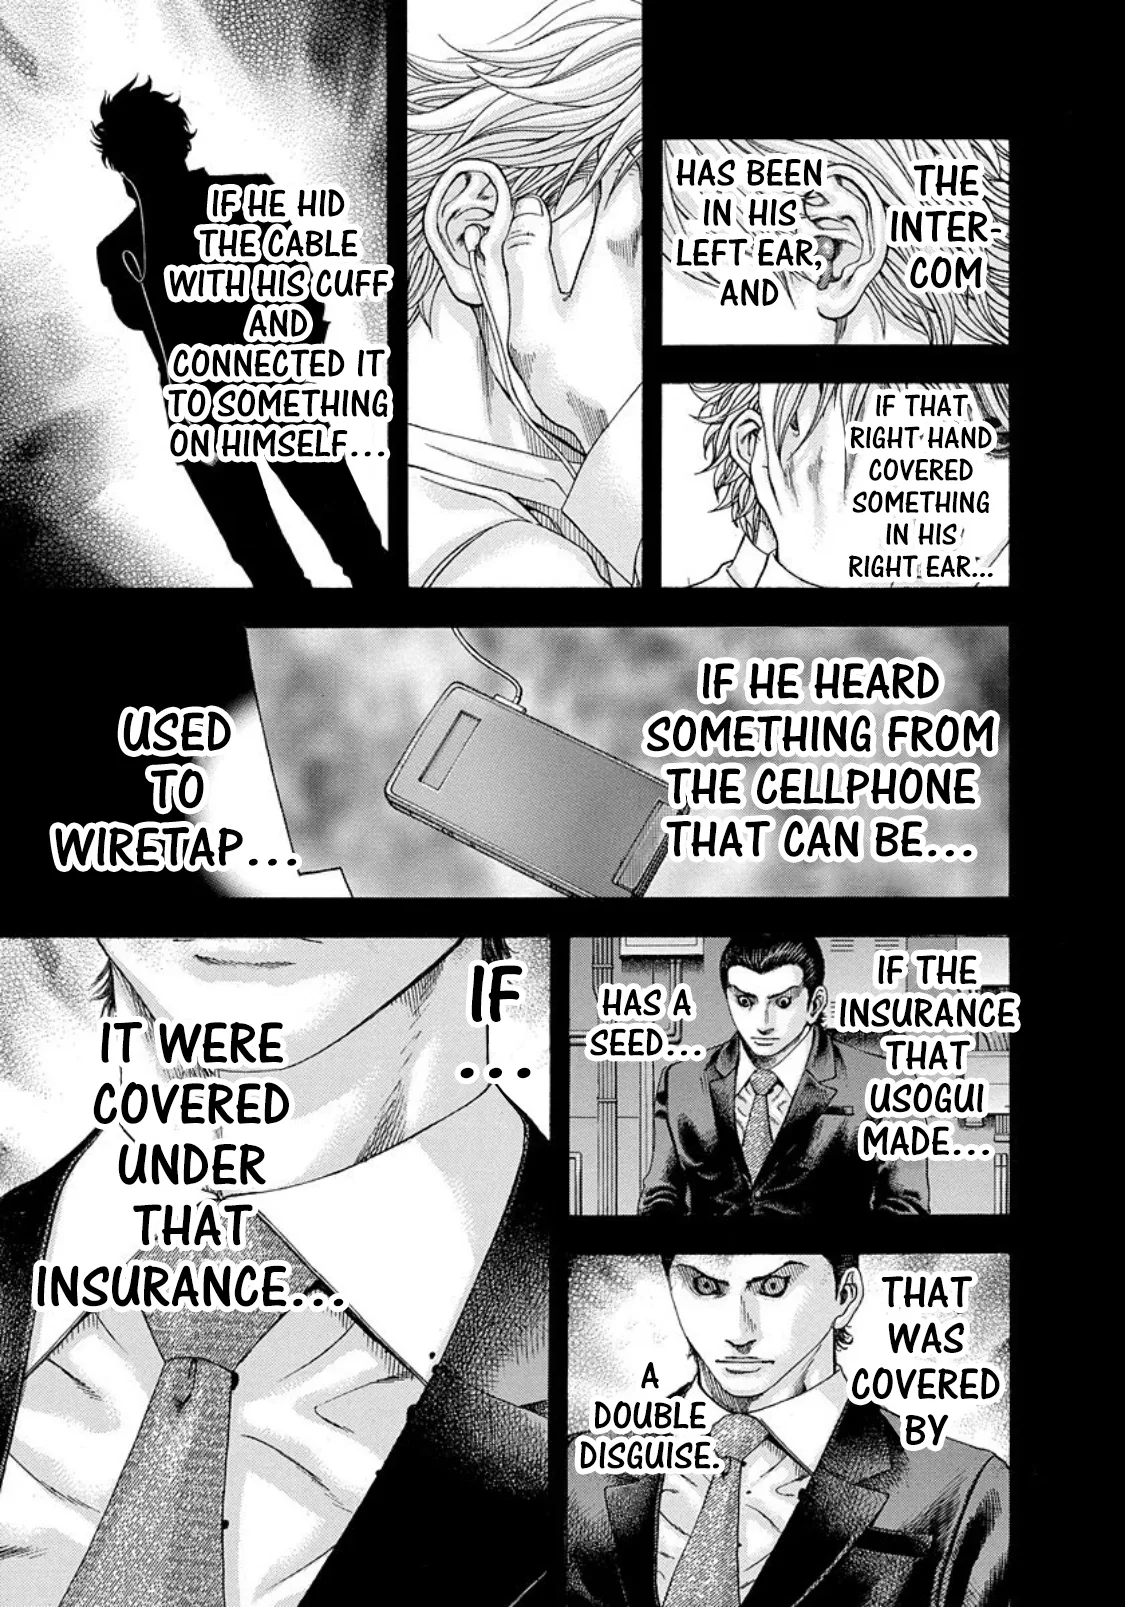 THE
INTER-
COM
HAS BEEN
IN HIS
LEFT EAR,
AND
IF THAT
RIGHT HAND
COVERED
SOMETHING
IN HIS
RIGHT EAR...
IF HE HID
THE CABLE
WITH HIS CUFF
AND
CONNECTED IT
TO SOMETHING
ON HIMSELF...
IF HE HEARD
SOMETHING FROM
THE CELLPHONE
THAT CAN BE...
USED
TO
WIRETAP...
IF THE
INSURANCE
THAT
USOGUI
MADE...
HAS A
SEED...
THAT
WAS
COVERED
BY
A
DOUBLE
DISGUISE.
IF
...
IT WERE
COVERED
UNDER
THAT
INSURANCE...